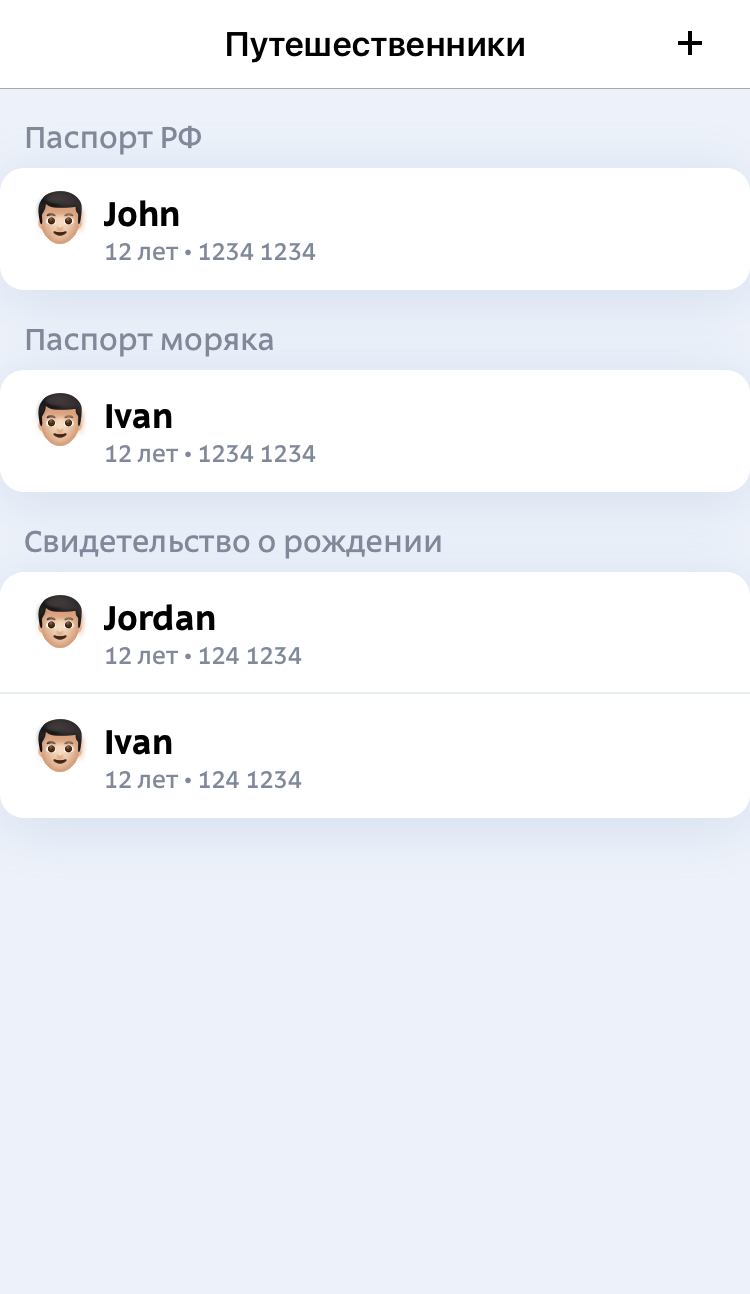 Путешественники +
Паспорт РФ
John
12 лет • 1234 1234
Паспорт моряка
Ivan
12 лет • 1234 1234
Свидетельство о рождении
Jordan
12 лет • 124 1234
Ivan
12 лет • 124 1234